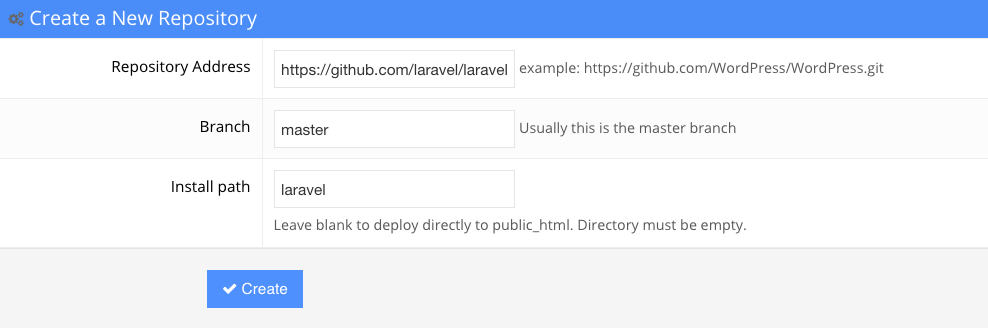 Create a New Repository
Repository Address
https://github.com/laravel/laravel example: https://github.com/WordPress/WordPress.git
Branch
master Usually this is the master branch
Install path
laravel
Leave blank to deploy directly to public_html. Directory must be empty.
Create